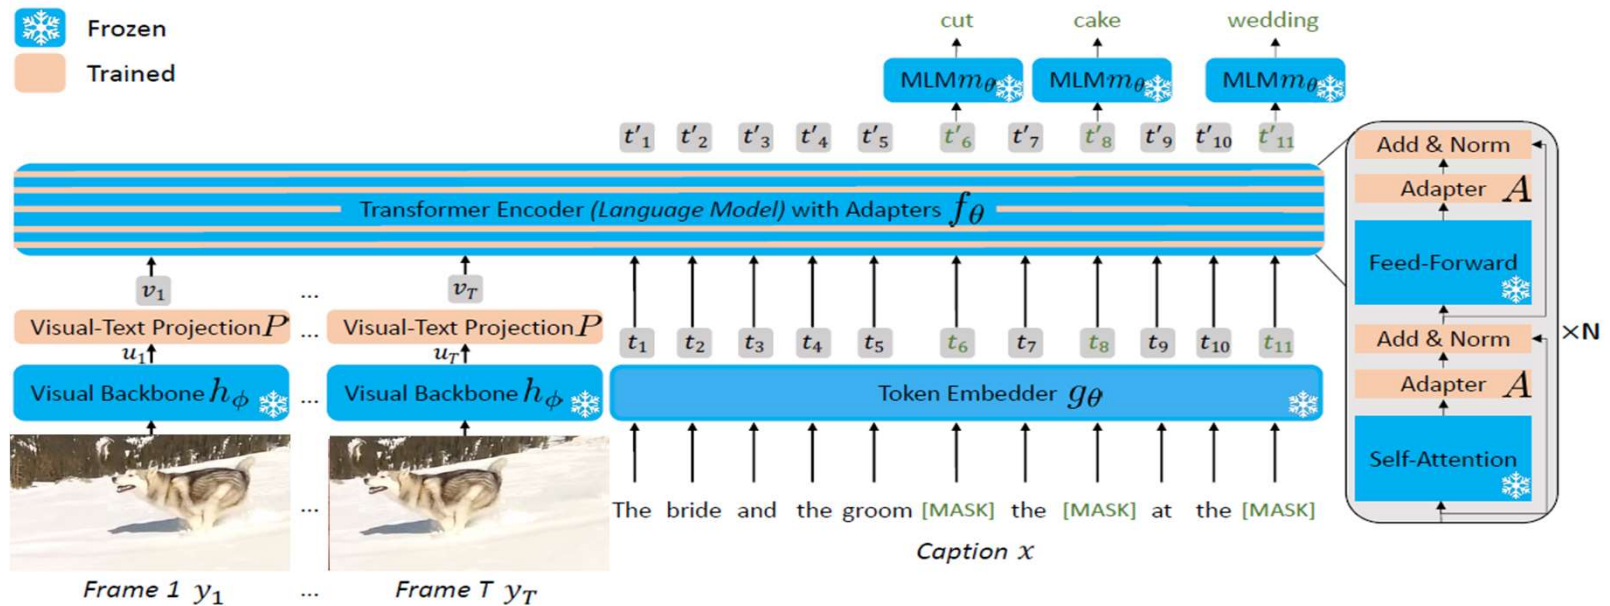 Frozen
Trained
cut cake wedding
MLM mθ MLM mθ MLM mθ
t′1 t′2 t′3 t′4 t′5 t′6 t′7 t′8 t′9 t′10 t′11
Transformer Encoder (Language Model) with Adapters fθ
v1 ... vT
Visual-Text Projection P ... Visual-Text Projection P
u1 uT
t1 t2 t3 t4 t5 t6 t7 t8 t9 t10 t11
Visual Backbone hϕ ... Visual Backbone hϕ
Token Embedder gθ
...
The bride and the groom [MASK] the [MASK] at the [MASK]
Caption x
Frame 1 y1 ... Frame T yT
Add & Norm
Adapter A
Feed-Forward
Add & Norm
Adapter A
Self-Attention
×N